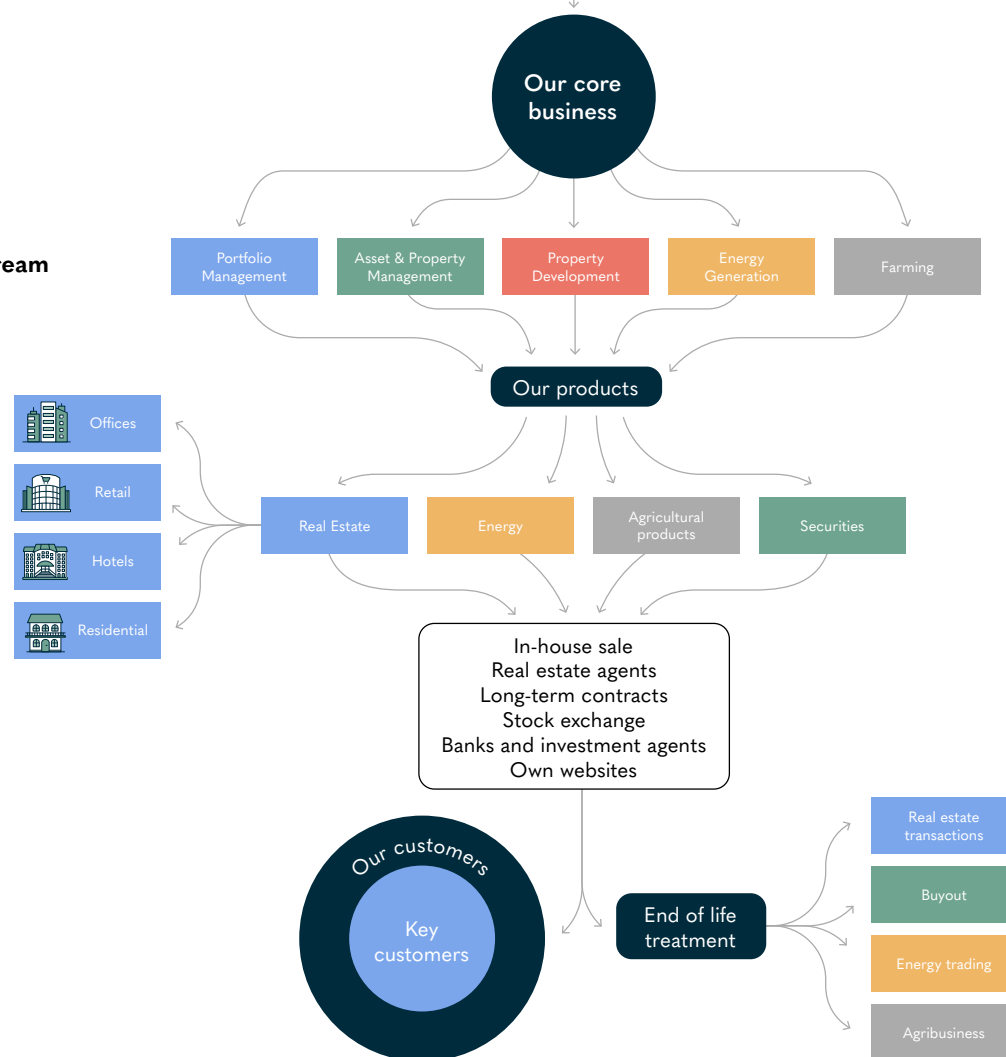 Our core
business
Portfolio
Management
Asset & Property
Management
Property
Development
Energy
Generation
Farming
Our products
Offices
Retail
Hotels
Residential
Real Estate
Energy
Agricultural
products
Securities
In-house sale
Real estate agents
Long-term contracts
Stock exchange
Banks and investment agents
Own websites
Our customers
Key
customers
End of life
treatment
Real estate
transactions
Buyout
Energy trading
Agribusiness